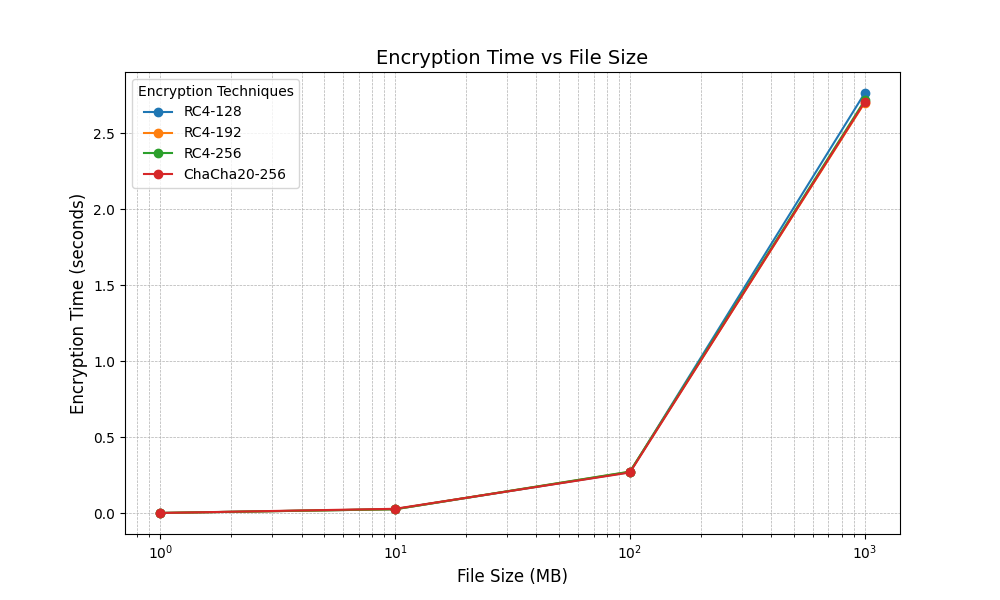 Encryption Time vs File Size
Encryption Techniques
RC4-128
RC4-192
RC4-256
ChaCha20-256
Encryption Time (seconds)
2.5
2.0
1.5
1.0
0.5
0.0
10⁰ 10¹ 10² 10³
File Size (MB)